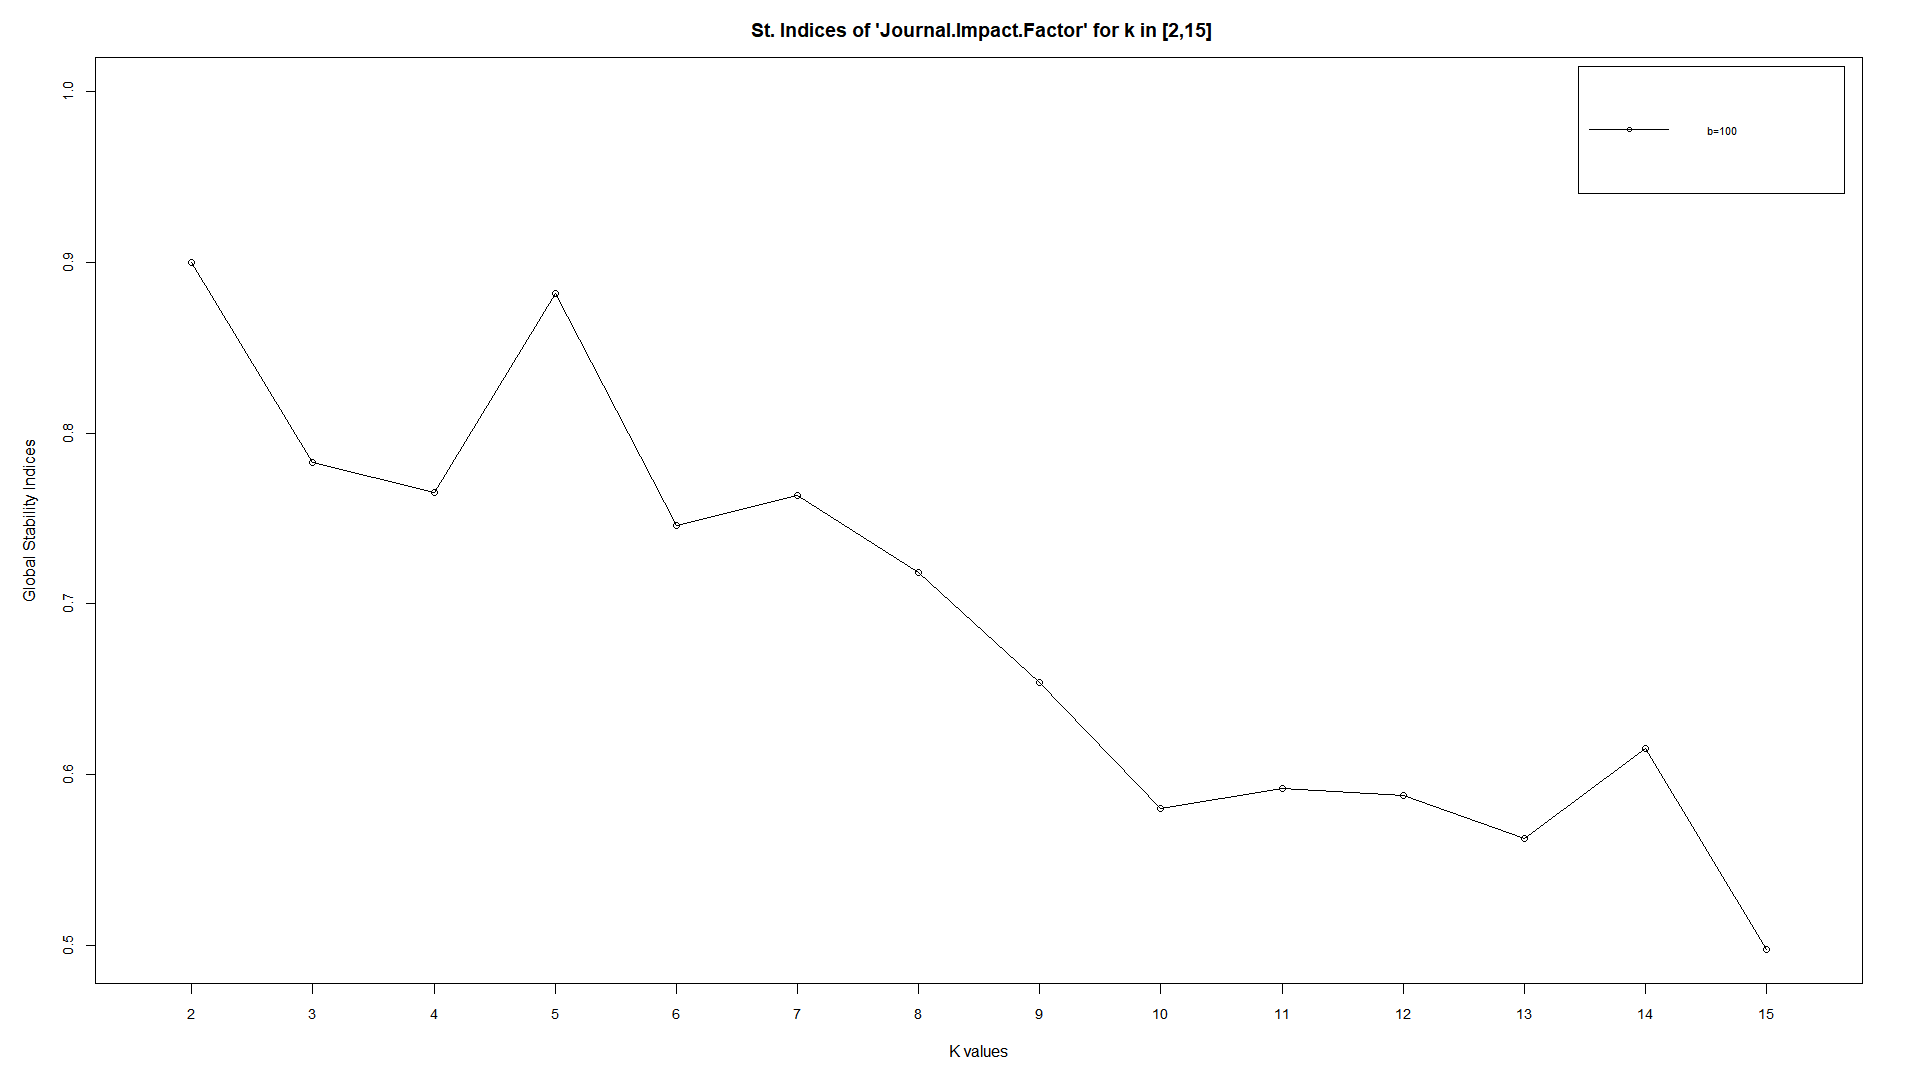 St. Indices of 'Journal.Impact.Factor' for k in [2,15]
b=100
Global Stability Indices
1.0
0.9
0.8
0.7
0.6
0.5
2 3 4 5 6 7 8 9 10 11 12 13 14 15
K values